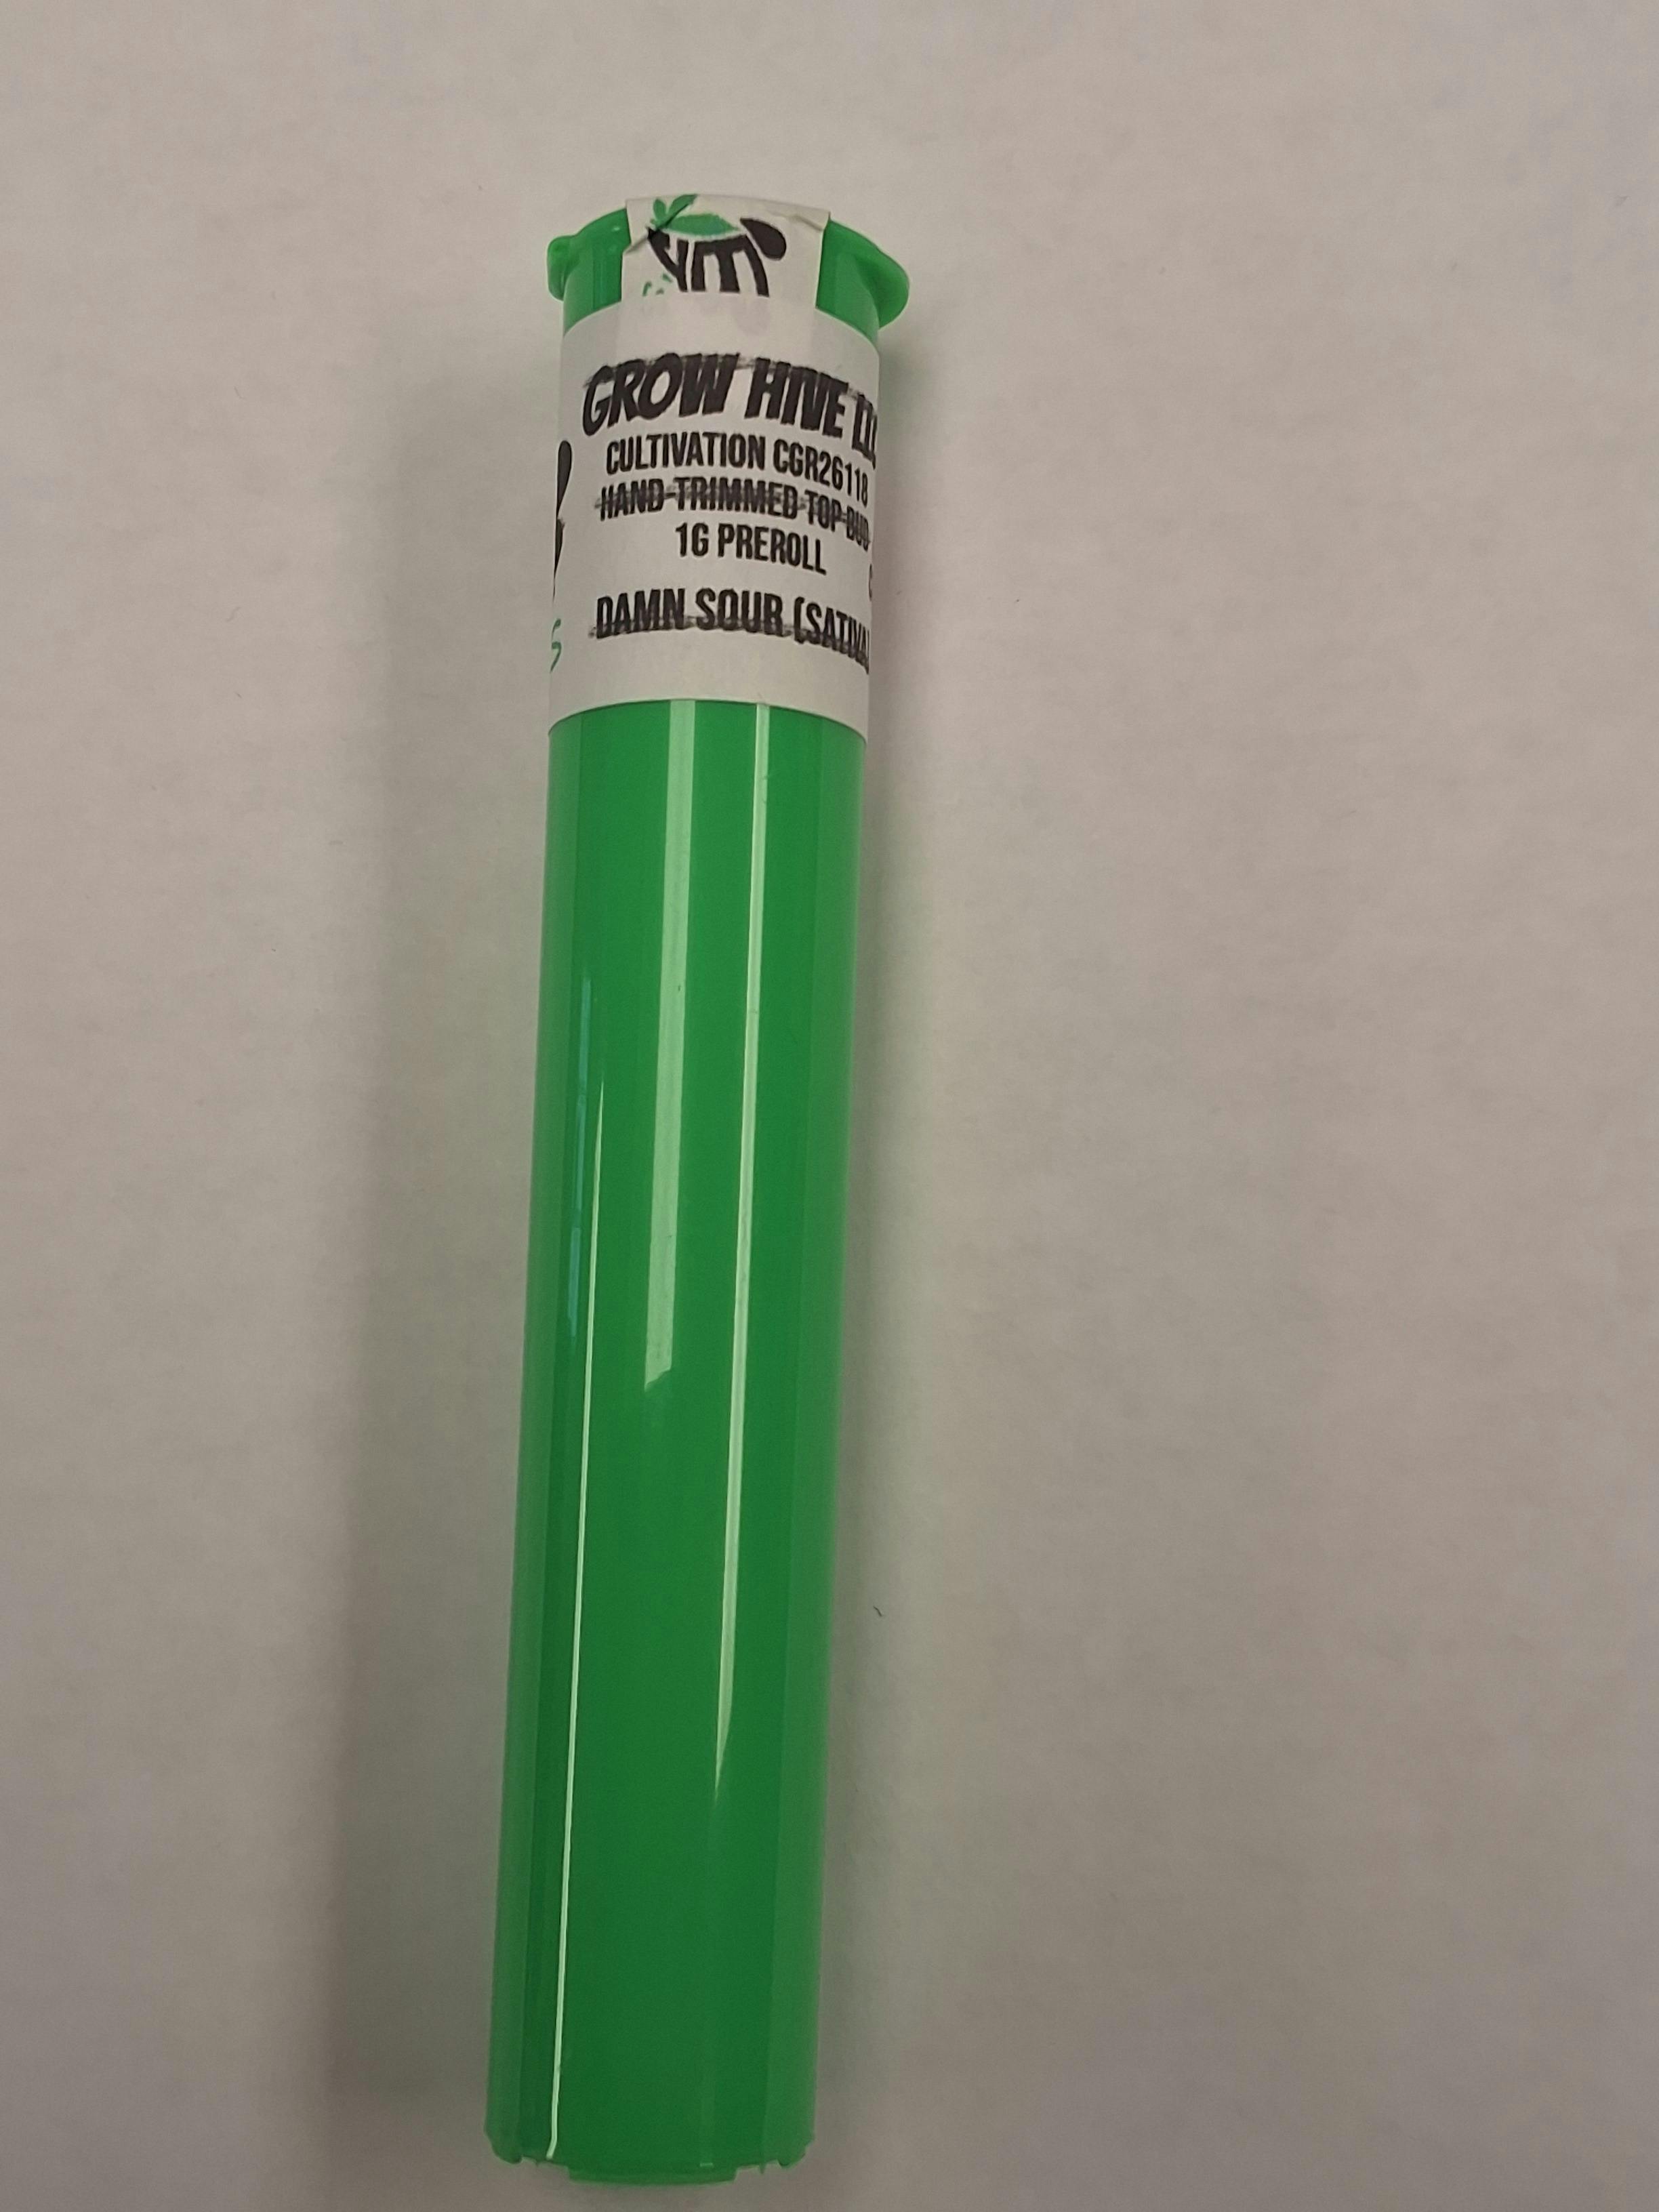 GROW HIVE LLC
CULTIVATION CGR26118
HAND-TRIMMED TOP-BUD
1G PREROLL
DAMN SOUR (SATIVA